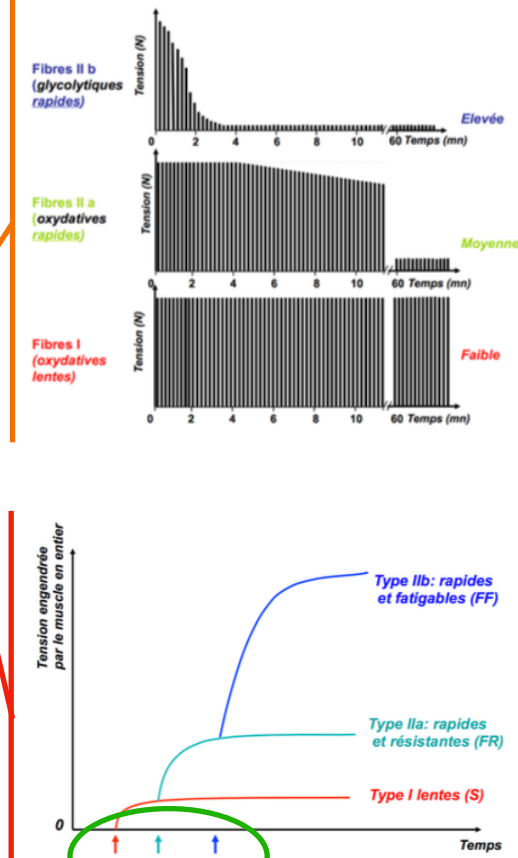 Tension (N)
Fibres II b
(glycolytiques
rapides)
Elevée
0 2 4 6 8 10 60 Temps (mn)
Tension (N)
Fibres II a
(oxydatives
rapides)
Moyenne
0 2 4 6 8 10 60 Temps (mn)
Tension (N)
Fibres I
(oxydatives
lentes)
Faible
0 2 4 6 8 10 60 Temps (mn)
Tension engendrée
par le muscle en entier
Type IIb: rapides
et fatigables (FF)
Type IIa: rapides
et résistantes (FR)
Type I lentes (S)
0
Temps